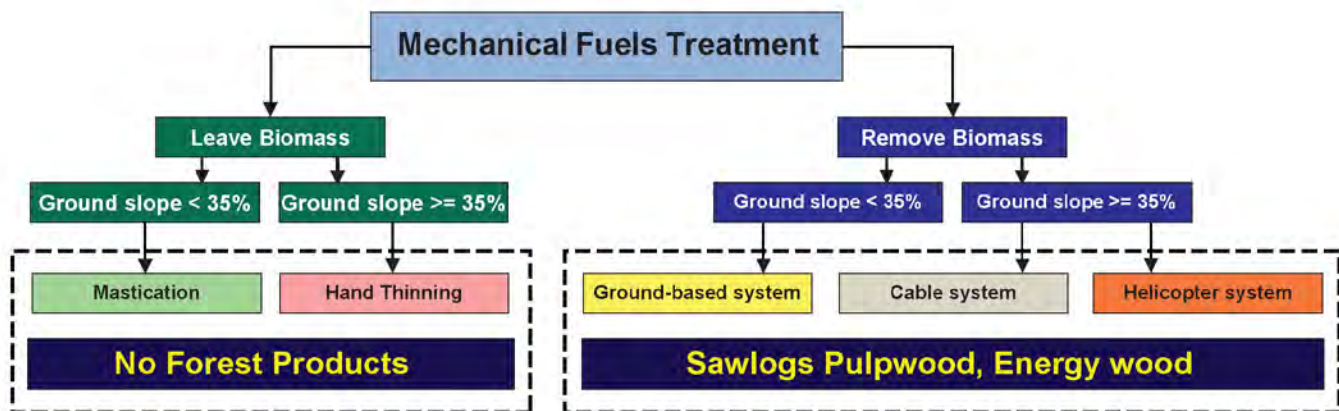 Mechanical Fuels Treatment
Leave Biomass
Remove Biomass
Ground slope < 35%
Ground slope >= 35%
Ground slope < 35%
Ground slope >= 35%
Mastication
Hand Thinning
Ground-based system
Cable system
Helicopter system
No Forest Products
Sawlogs Pulpwood, Energy wood